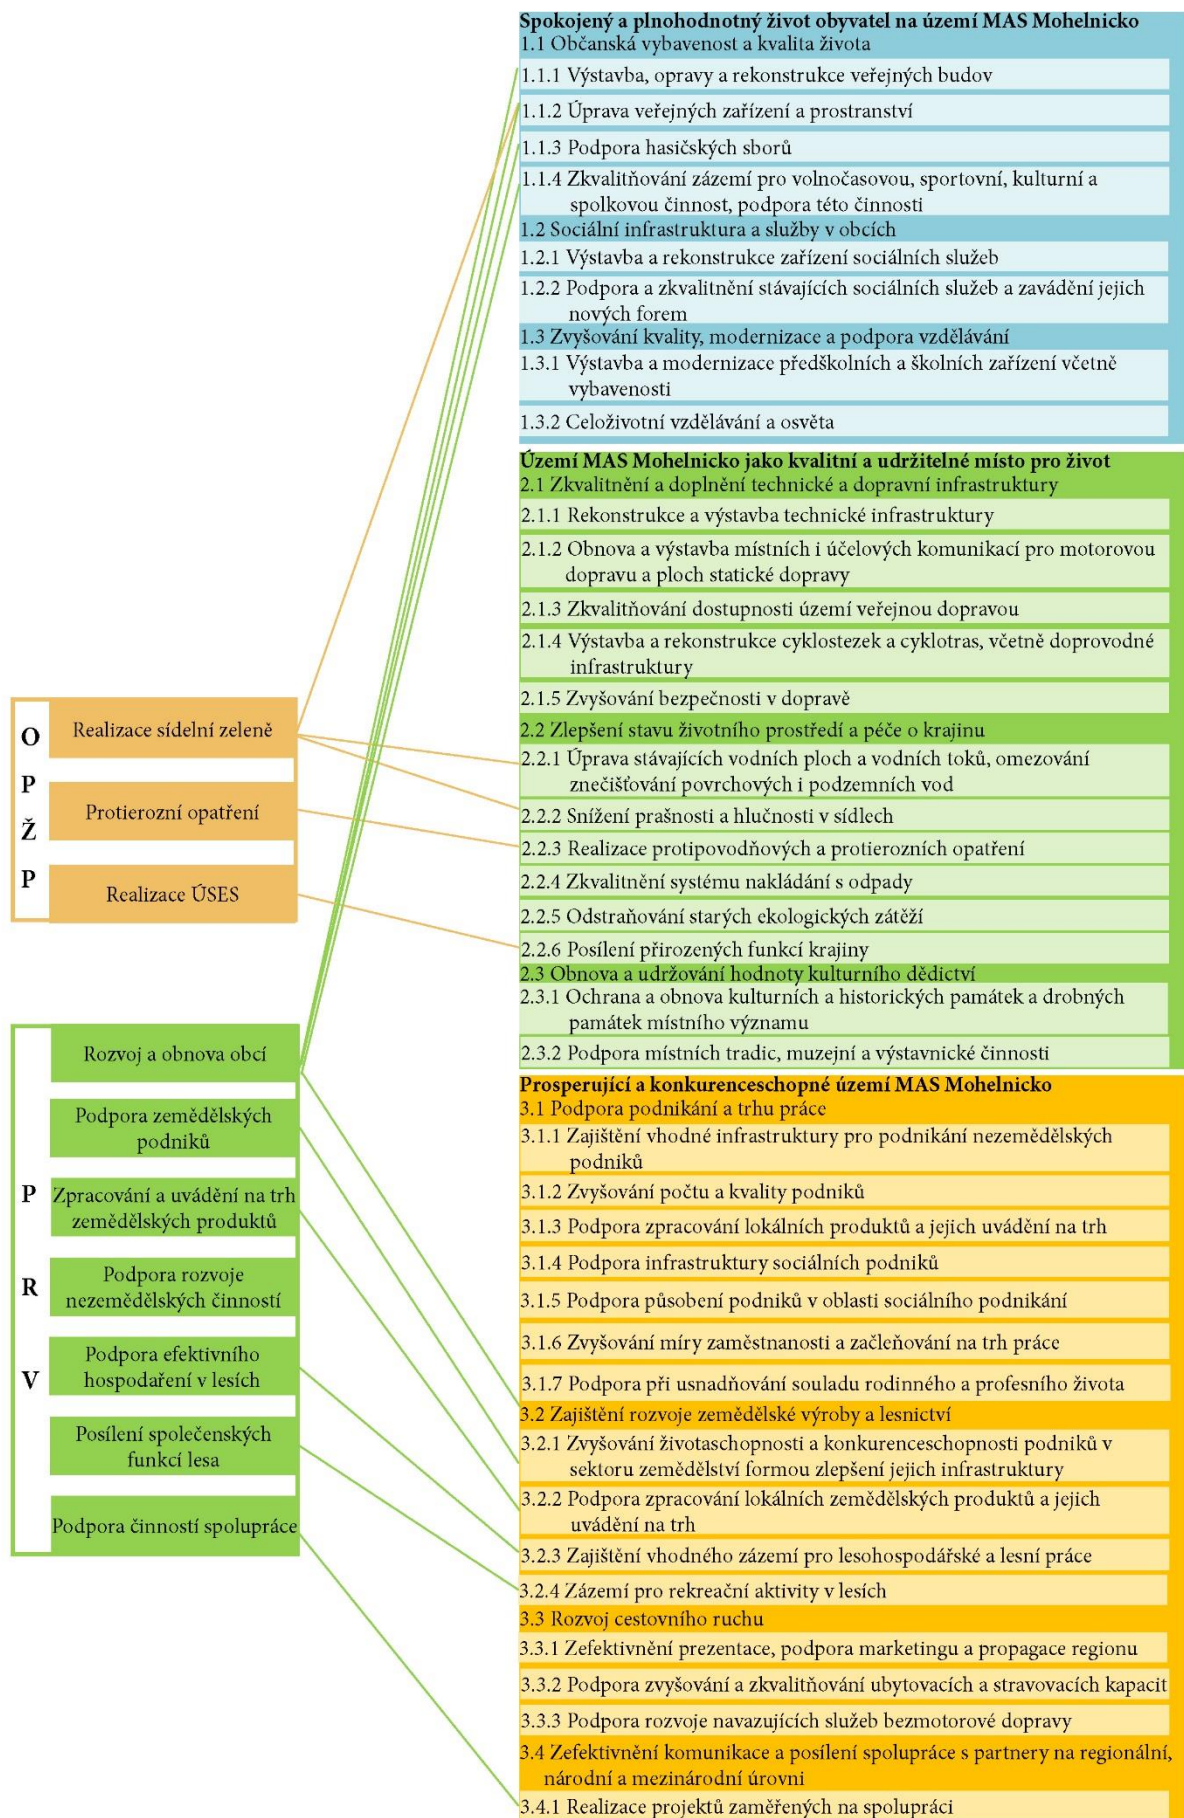 Spokojený a plnohodnotný život obyvatel na území MAS Mohelnicko
1.1 Občanská vybavenost a kvalita života
1.1.1 Výstavba, opravy a rekonstrukce veřejných budov
1.1.2 Úprava veřejných zařízení a prostranství
1.1.3 Podpora hasičských sborů
1.1.4 Zkvalitňování zázemí pro volnočasovou, sportovní, kulturní a
spolkovou činnost, podpora této činnosti
1.2 Sociální infrastruktura a služby v obcích
1.2.1 Výstavba a rekonstrukce zařízení sociálních služeb
1.2.2 Podpora a zkvalitnění stávajících sociálních služeb a zavádění jejich
nových forem
1.3 Zvyšování kvality, modernizace a podpora vzdělávání
1.3.1 Výstavba a modernizace předškolních a školních zařízení včetně
vybavenosti
1.3.2 Celoživotní vzdělávání a osvěta
Území MAS Mohelnicko jako kvalitní a udržitelné místo pro život
2.1 Zkvalitnění a doplnění technické a dopravní infrastruktury
2.1.1 Rekonstrukce a výstavba technické infrastruktury
2.1.2 Obnova a výstavba místních i účelových komunikací pro motorovou
dopravu a ploch statické dopravy
2.1.3 Zkvalitňování dostupnosti území veřejnou dopravou
2.1.4 Výstavba a rekonstrukce cyklostezek a cyklotras, včetně doprovodné
infrastruktury
2.1.5 Zvyšování bezpečnosti v dopravě
2.2 Zlepšení stavu životního prostředí a péče o krajinu
2.2.1 Úprava stávajících vodních ploch a vodních toků, omezování
znečišťování povrchových i podzemních vod
2.2.2 Snížení prašnosti a hlučnosti v sídlech
2.2.3 Realizace protipovodňových a protierozních opatření
2.2.4 Zkvalitnění systému nakládání s odpady
2.2.5 Odstraňování starých ekologických zátěží
2.2.6 Posílení přirozených funkcí krajiny
2.3 Obnova a udržování hodnoty kulturního dědictví
2.3.1 Ochrana a obnova kulturních a historických památek a drobných
památek místního významu
2.3.2 Podpora místních tradic, muzejní a výstavnické činnosti
Prosperující a konkurenceschopné území MAS Mohelnicko
3.1 Podpora podnikání a trhu práce
3.1.1 Zajištění vhodné infrastruktury pro podnikání nezemědělských
podniků
3.1.2 Zvyšování počtu a kvality podniků
3.1.3 Podpora zpracování lokálních produktů a jejich uvádění na trh
3.1.4 Podpora infrastruktury sociálních podniků
3.1.5 Podpora působení podniků v oblasti sociálního podnikání
3.1.6 Zvyšování míry zaměstnanosti a začleňování na trh práce
3.1.7 Podpora při usnadňování souladu rodinného a profesního života
3.2 Zajištění rozvoje zemědělské výroby a lesnictví
3.2.1 Zvyšování životaschopnosti a konkurenceschopnosti podniků v
sektoru zemědělství formou zlepšení jejich infrastruktury
3.2.2 Podpora zpracování lokálních zemědělských produktů a jejich
uvádění na trh
3.2.3 Zajištění vhodného zázemí pro lesohospodářské a lesní práce
3.2.4 Zázemí pro rekreační aktivity v lesích
3.3 Rozvoj cestovního ruchu
3.3.1 Zefektivnění prezentace, podpora marketingu a propagace regionu
3.3.2 Podpora zvyšování a zkvalitňování ubytovacích a stravovacích kapacit
3.3.3 Podpora rozvoje navazujících služeb bezmotorové dopravy
3.4 Zefektivnění komunikace a posílení spolupráce s partnery na regionální,
národní a mezinárodní úrovni
3.4.1 Realizace projektů zaměřených na spolupráci
O
P
Ž
P
Realizace sídelní zeleně
Protierozní opatření
Realizace ÚSES
P
R
V
Rozvoj a obnova obcí
Podpora zemědělských
podniků
Zpracování a uvádění na trh
zemědělských produktů
Podpora rozvoje
nezemědělských činností
Podpora efektivního
hospodaření v lesích
Posílení společenských
funkcí lesa
Podpora činností spolupráce